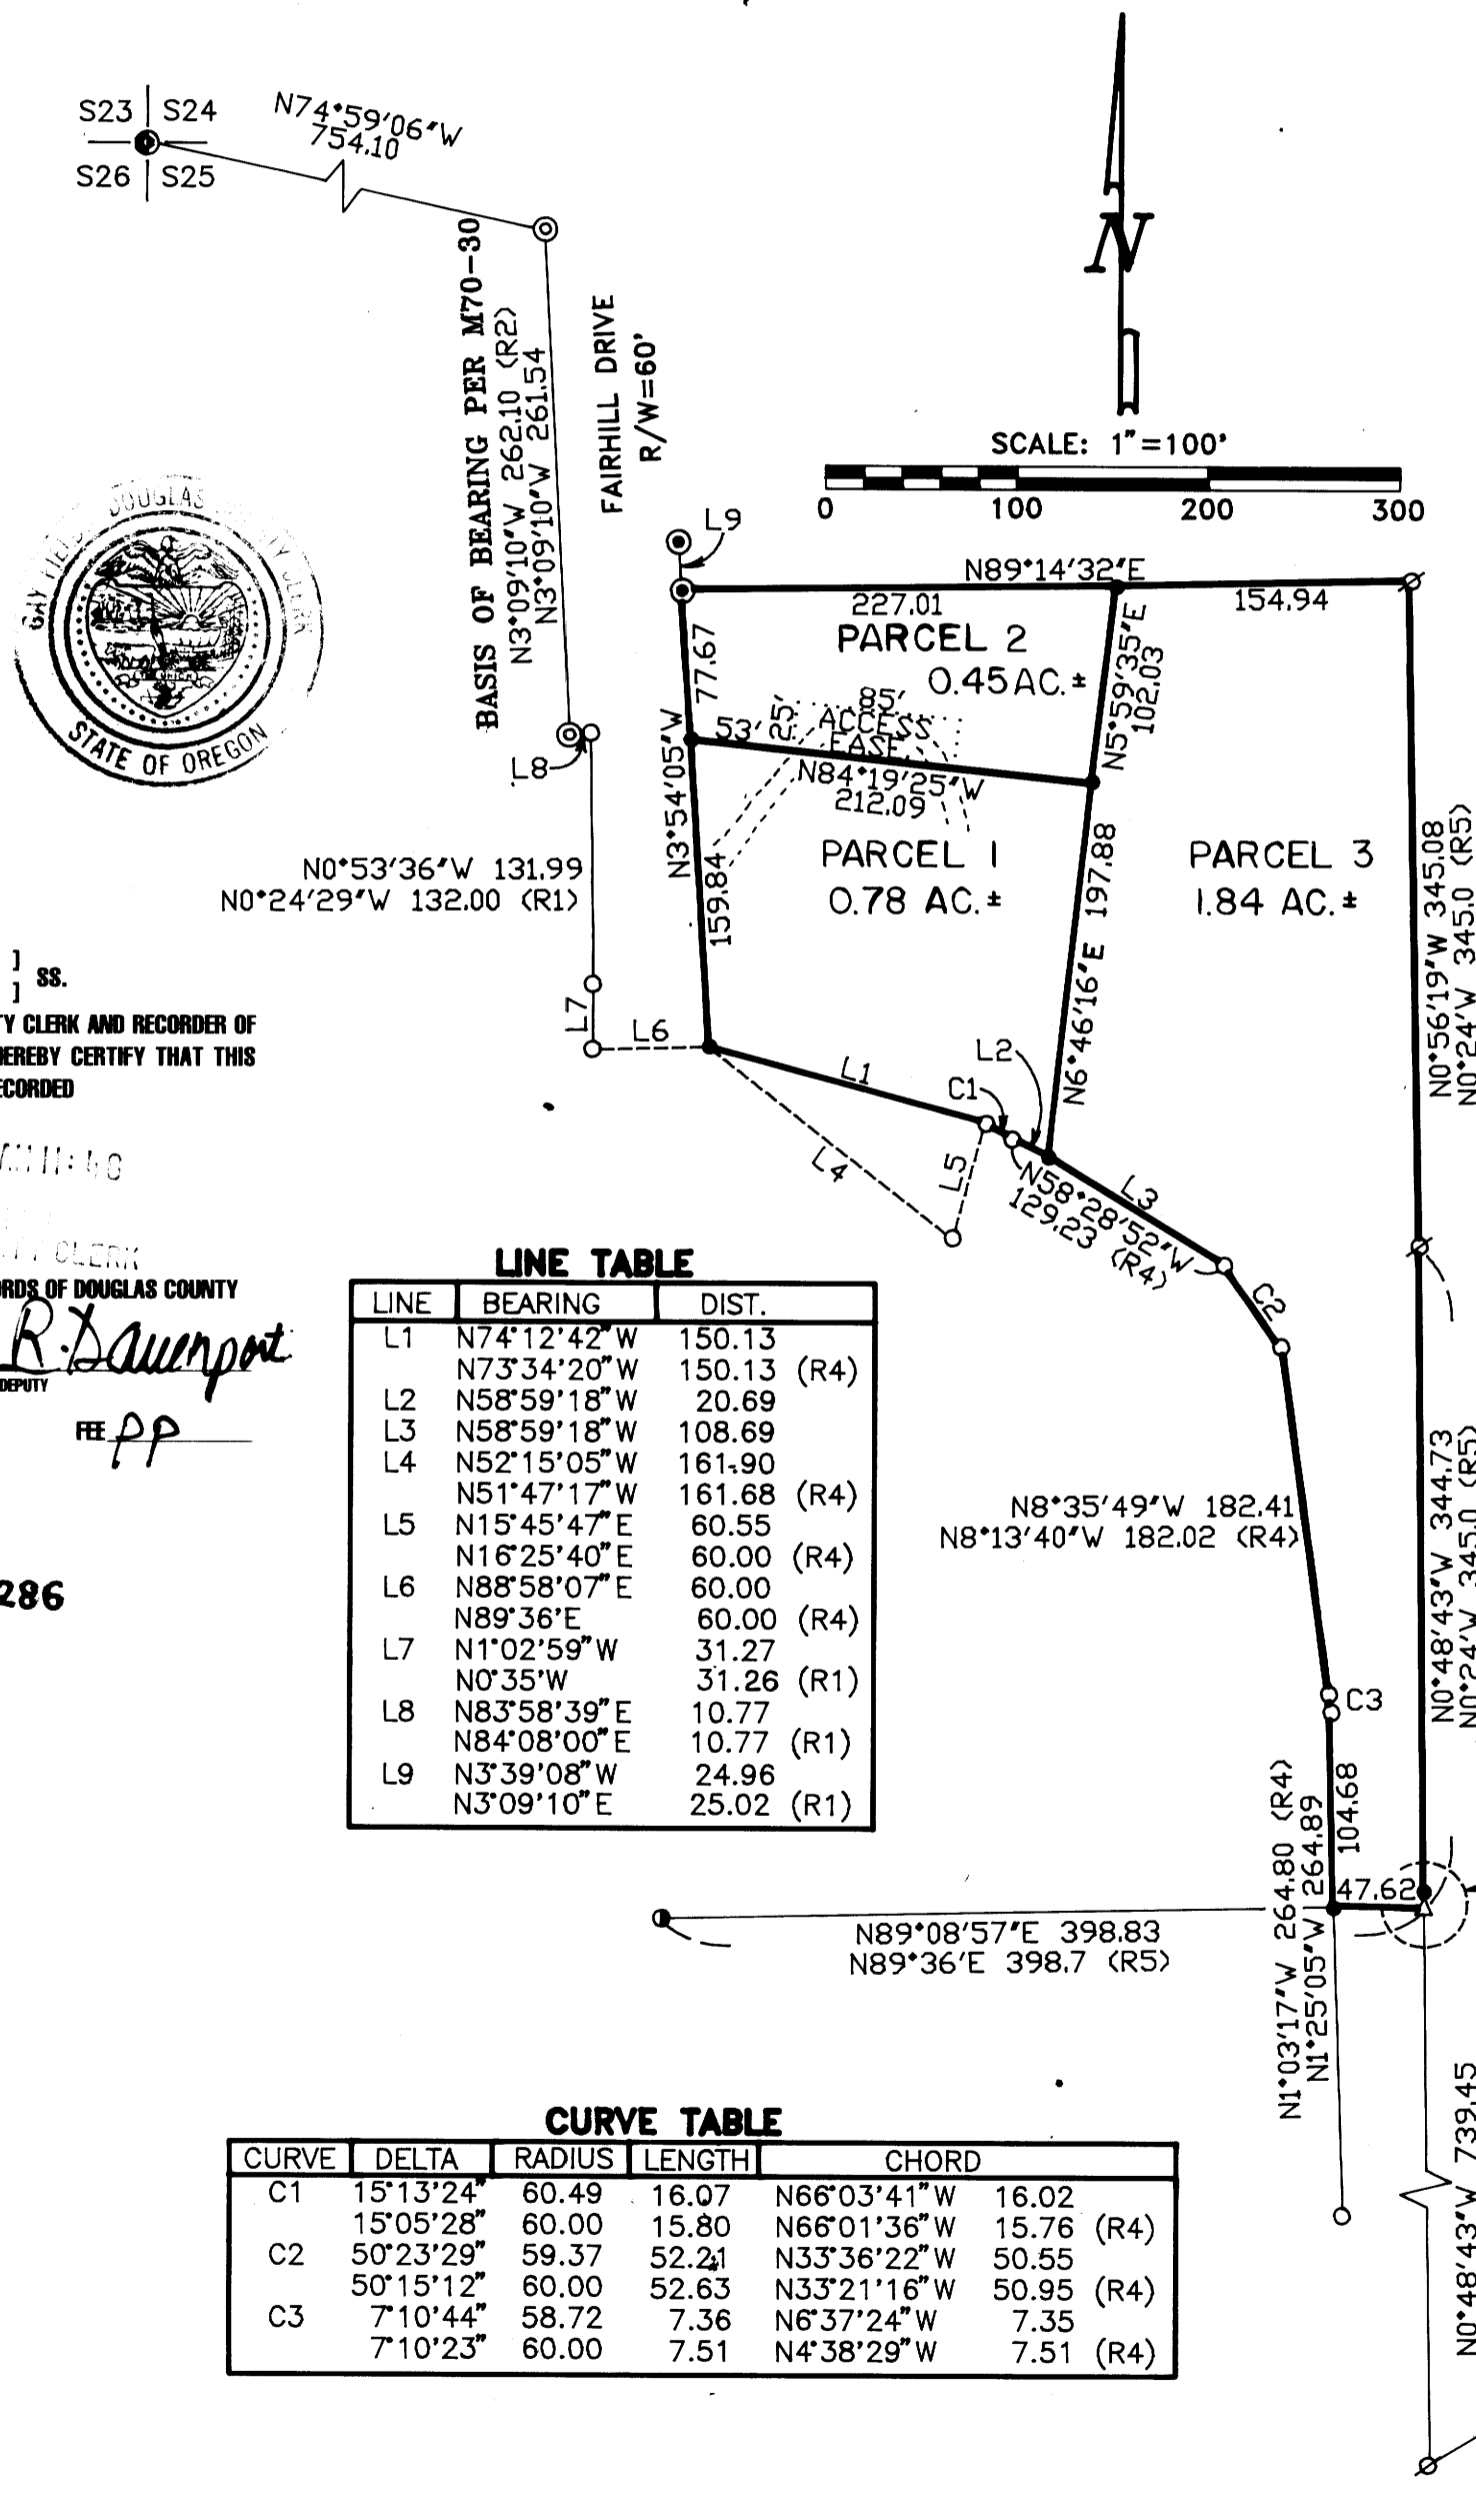 S23 S24
S26 S25
N74°59'06"W
754.10
BASIS OF BEARING PER M70-30
N3°09'10"W 262.10 (R2)
N3°09'10"W 261.54
FAIRHILL DRIVE
R/W=60'
N
SCALE: 1"=100'
0 100 200 300
L9
N89°14'32"E
227.01
154.94
PARCEL 2
0.45 AC.±
77.67
N5°59'35"E
102.03
53' 25' 85'
ACCESS
EASE.
N84°19'25"W
212.09
N3°54'05"W
159.84
L8
DOUGLAS
STATE OF OREGON
N0°53'36"W 131.99
N0°24'29"W 132.00 (R1)
PARCEL 1
0.78 AC.±
PARCEL 3
1.84 AC.±
N6°46'16"E 197.88
N0°56'19"W 345.08
N0°24'W 345.0 (R5)
] SS.
]
TY CLERK AND RECORDER OF
HEREBY CERTIFY THAT THIS
ECORDED
L7
L6
L1
L2
C1
L4
L5
L3
N58°28'52"W
129.23 (R4)
C2
CLERK
RDS OF DOUGLAS COUNTY
R. Davenport
DEPUTY
FEE PP
286
LINE TABLE
LINE BEARING DIST.
L1 N74°12'42"W 150.13
N73°34'20"W 150.13 (R4)
L2 N58°59'18"W 20.69
L3 N58°59'18"W 108.69
L4 N52°15'05"W 161.90
N51°47'17"W 161.68 (R4)
L5 N15°45'47"E 60.55
N16°25'40"E 60.00 (R4)
L6 N88°58'07"E 60.00
N89°36'E 60.00 (R4)
L7 N1°02'59"W 31.27
N0°35'W 31.26 (R1)
L8 N83°58'39"E 10.77
N84°08'00"E 10.77 (R1)
L9 N3°39'08"W 24.96
N3°09'10"E 25.02 (R1)
N8°35'49"W 182.41
N8°13'40"W 182.02 (R4)
N0°48'43"W 344.73
N0°24'W 345.0 (R5)
C3
104.68
47.62
N1°03'17"W 264.80 (R4)
N1°25'05"W 264.89
N89°08'57"E 398.83
N89°36'E 398.7 (R5)
N0°48'43"W 739.45
CURVE TABLE
CURVE DELTA RADIUS LENGTH CHORD
C1 15°13'24" 60.49 16.07 N66°03'41"W 16.02
15°05'28" 60.00 15.80 N66°01'36"W 15.76 (R4)
C2 50°23'29" 59.37 52.21 N33°36'22"W 50.55
50°15'12" 60.00 52.63 N33°21'16"W 50.95 (R4)
C3 7°10'44" 58.72 7.36 N6°37'24"W 7.35
7°10'23" 60.00 7.51 N4°38'29"W 7.51 (R4)